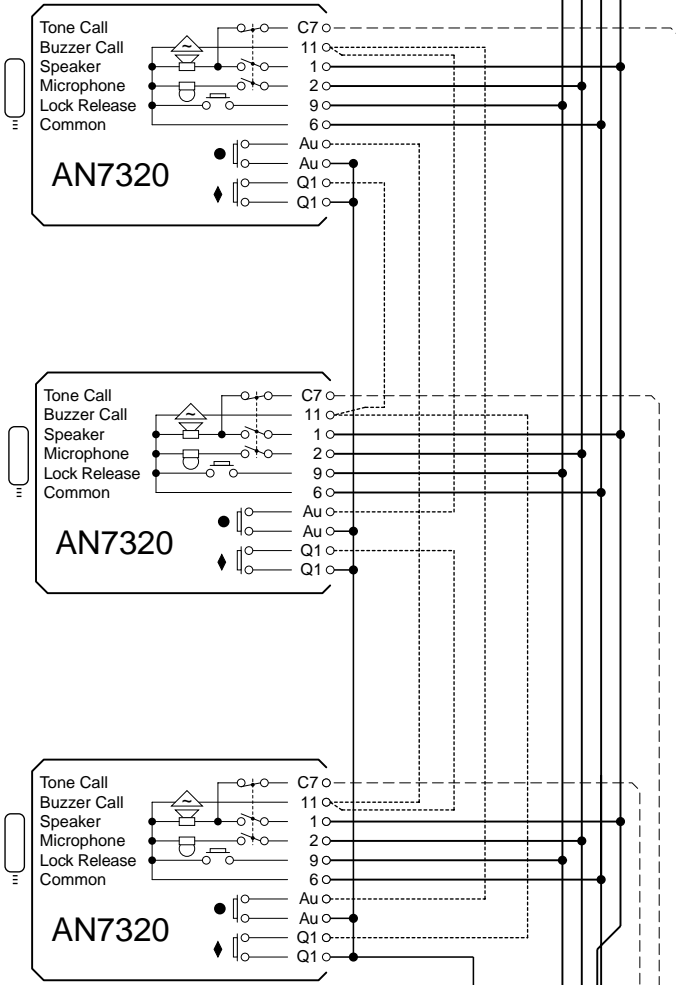 Tone Call C7
Buzzer Call 11
Speaker 1
Microphone 2
Lock Release 9
Common 6
Au
Au
AN7320
Q1
Q1
Tone Call C7
Buzzer Call 11
Speaker 1
Microphone 2
Lock Release 9
Common 6
Au
Au
AN7320
Q1
Q1
Tone Call C7
Buzzer Call 11
Speaker 1
Microphone 2
Lock Release 9
Common 6
Au
Au
AN7320
Q1
Q1